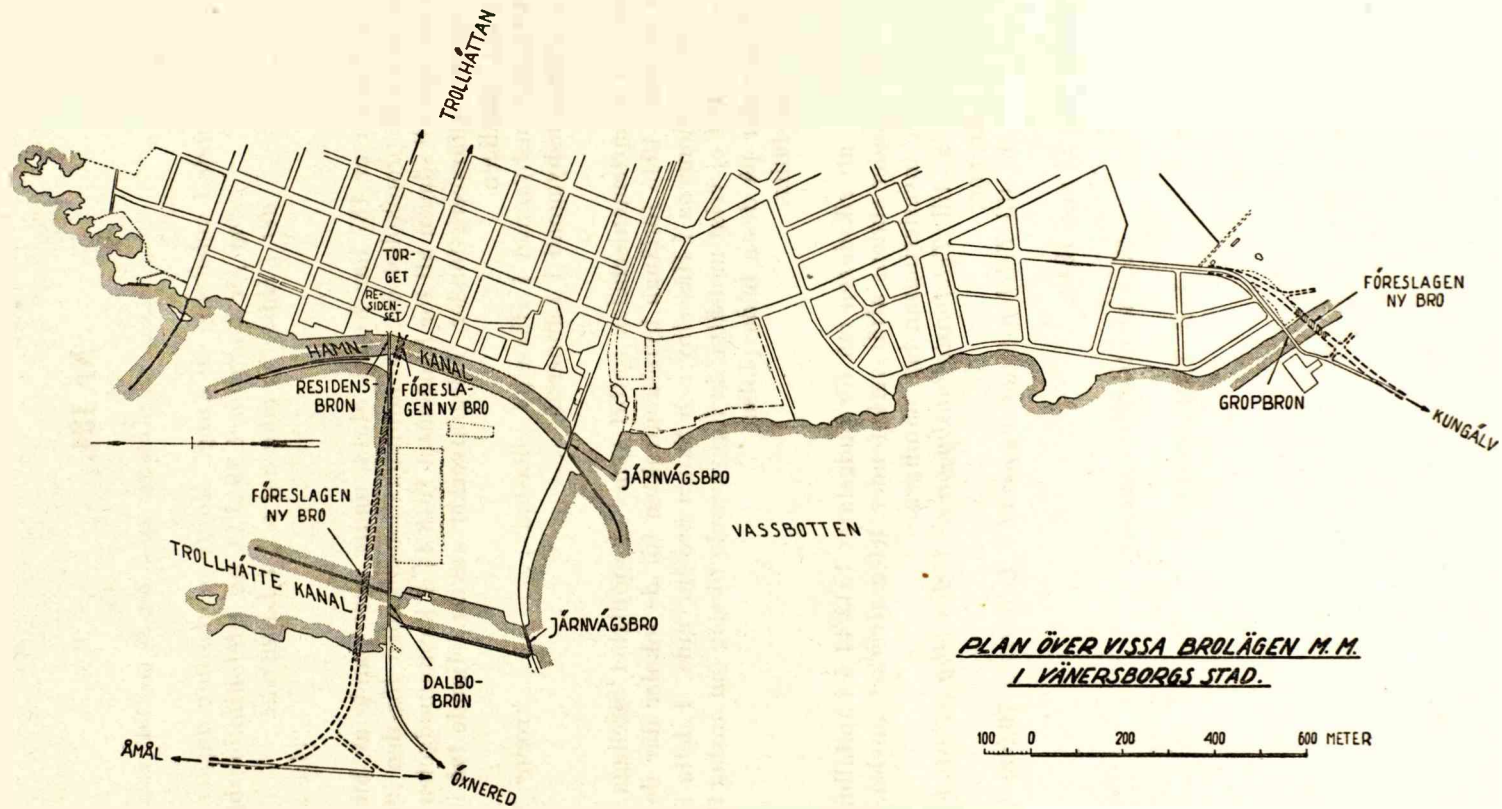 TROLLHÄTTAN
TOR-
GET
RE-
SIDEN-
SET
HAMN-
KANAL
RESIDENS-
BRON
FÖRESLA-
GEN NY BRO
FÖRESLAGEN
NY BRO
GROPBRON
KUNGÄLV
JÄRNVÄGSBRO
VASSBOTTEN
FÖRESLAGEN
NY BRO
TROLLHÄTTE KANAL
JÄRNVÄGSBRO
DALBO-
BRON
ÅMÅL
ÖXNERED
PLAN ÖVER VISSA BROLÄGEN M.M.
I VÄNERSBORGS STAD.
100 0 200 400 600 METER